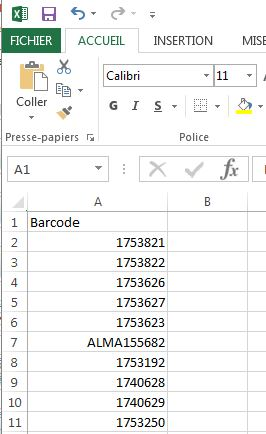 FICHIER ACCUEIL INSERTION MISE
Coller
Calibri 11
G I S
Presse-papiers Police
A1 fx
A B
1 Barcode
2 1753821
3 1753822
4 1753626
5 1753627
6 1753623
7 ALMA155682
8 1753192
9 1740628
10 1740629
11 1753250